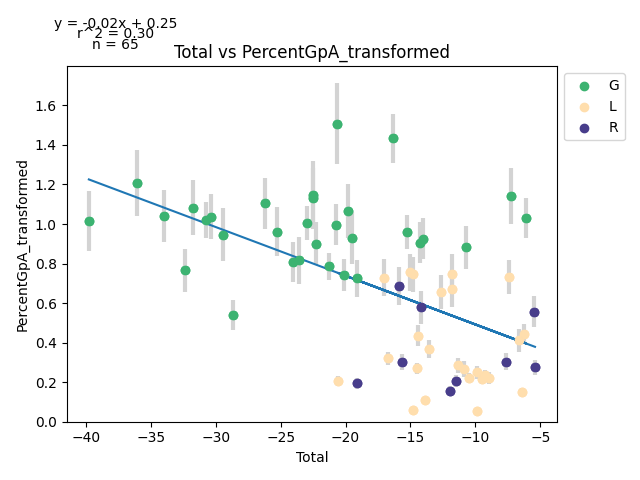 y = -0.02x + 0.25
r^2 = 0.30
n = 65
Total vs PercentGpA_transformed
G
L
R
PercentGpA_transformed
1.6
1.4
1.2
1.0
0.8
0.6
0.4
0.2
0.0
−40 −35 −30 −25 −20 −15 −10 −5
Total